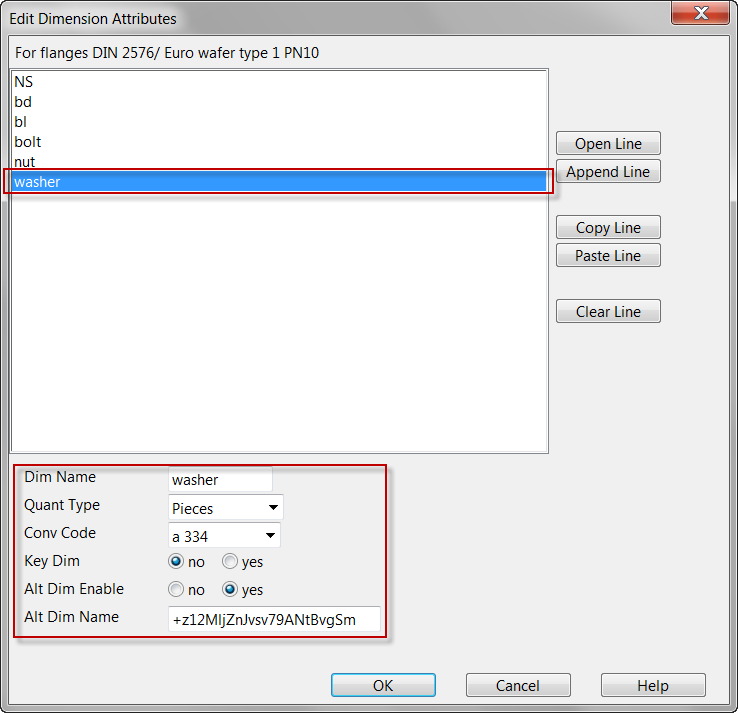 Edit Dimension Attributes
For flanges DIN 2576/ Euro wafer type 1 PN10
NS
bd
bl
bolt
nut
washer
Open Line
Append Line
Copy Line
Paste Line
Clear Line
Dim Name washer
Quant Type Pieces
Conv Code a 334
Key Dim no yes
Alt Dim Enable no yes
Alt Dim Name +z12MljZnJvsv79ANtBvgSm
OK Cancel Help